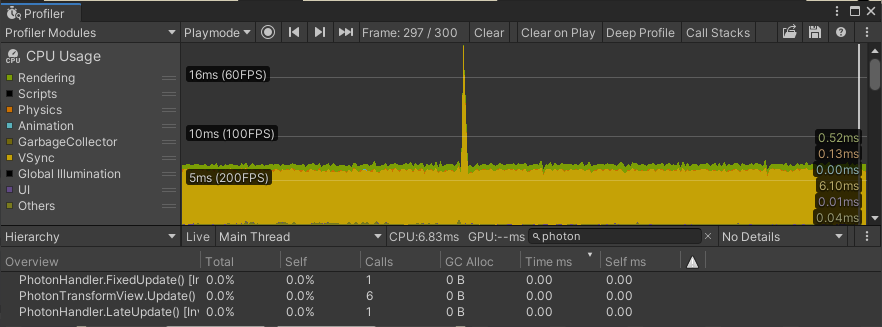 Profiler
Profiler Modules
Playmode
Frame: 297 / 300
Clear
Clear on Play
Deep Profile
Call Stacks
CPU
CPU Usage
Rendering
Scripts
Physics
Animation
GarbageCollector
VSync
Global Illumination
UI
Others
16ms (60FPS)
10ms (100FPS)
5ms (200FPS)
0.52ms
0.13ms
0.00ms
6.10ms
0.01ms
0.04ms
Hierarchy
Live
Main Thread
CPU:6.83ms
GPU:--ms
photon
No Details
Overview Total Self Calls GC Alloc Time ms Self ms
PhotonHandler.FixedUpdate() [In 0.0% 0.0% 1 0 B 0.00 0.00
PhotonTransformView.Update() 0.0% 0.0% 6 0 B 0.00 0.00
PhotonHandler.LateUpdate() [Inv 0.0% 0.0% 1 0 B 0.00 0.00